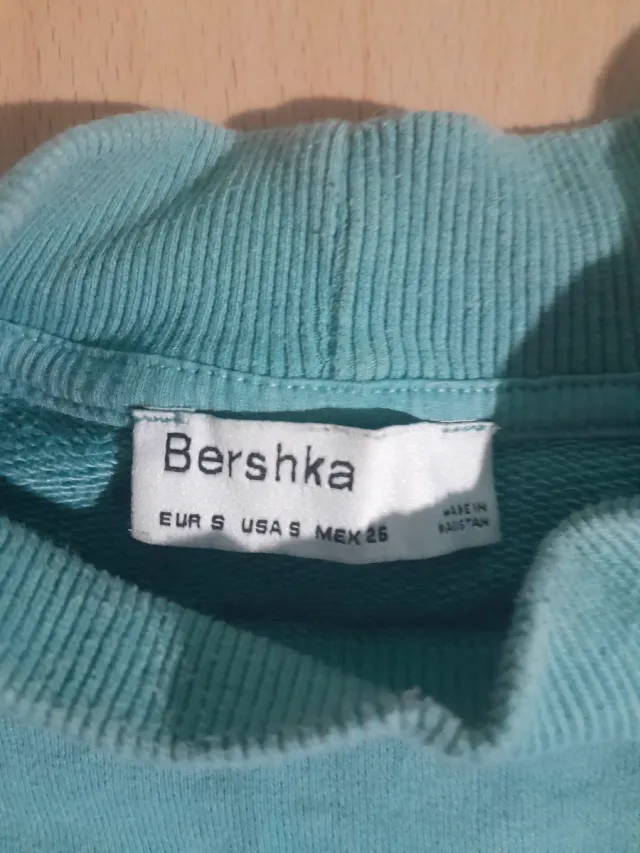 Bershka
EUR S USA S MEX 26
MADE IN
PAKISTAN